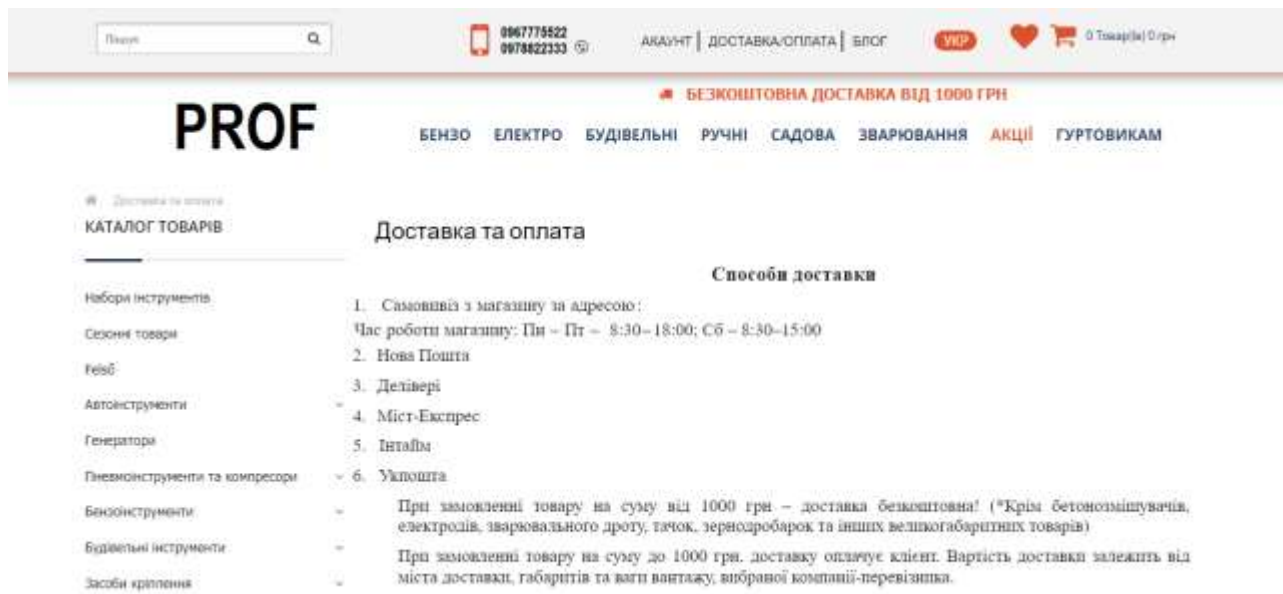 Пошук
0967775522
0978822333
АКАУНТ | ДОСТАВКА/ОПЛАТА | БЛОГ
УКР
0 Товар(ів) 0 грн
БЕЗКОШТОВНА ДОСТАВКА ВІД 1000 ГРН
PROF
БЕНЗО ЕЛЕКТРО БУДІВЕЛЬНІ РУЧНІ САДОВА ЗВАРЮВАННЯ АКЦІЇ ГУРТОВИКАМ
Доставка та оплата
КАТАЛОГ ТОВАРІВ
Набори інструментів
Сезонні товари
Felső
Автоінструменти
Генератори
Пневмоінструменти та компресори
Бензоінструменти
Будівельні інструменти
Засоби кріплення
Доставка та оплата
Способи доставки
1. Самовивіз з магазину за адресою:
Час роботи магазину: Пн – Пт – 8:30–18:00; Сб – 8:30–15:00
2. Нова Пошта
3. Делівері
4. Міст-Експрес
5. Інтайм
6. Укпошта
При замовленні товару на суму від 1000 грн – доставка безкоштовна! (*Крім бетонозмішувачів,
електродів, зварювального дроту, тачок, зернодробарок та інших великогабаритних товарів)
При замовленні товару на суму до 1000 грн. доставку оплачує клієнт. Вартість доставки залежить від
міста доставки, габаритів та ваги вантажу, вибраної компанії-перевізника.